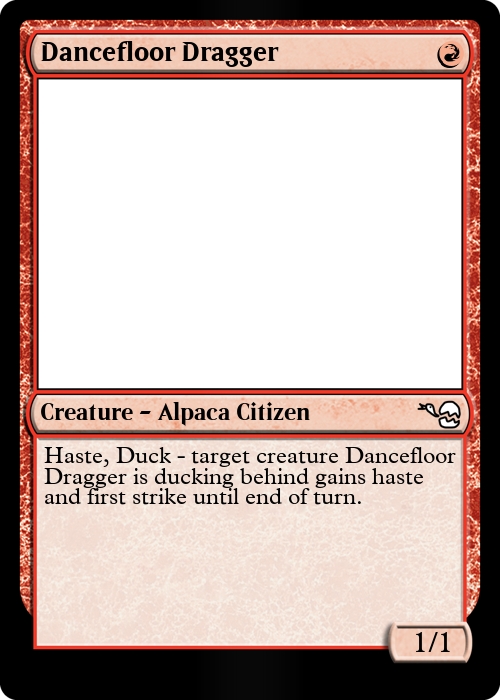 Dancefloor Dragger
Creature – Alpaca Citizen
Haste, Duck - target creature Dancefloor
Dragger is ducking behind gains haste
and first strike until end of turn.
1/1